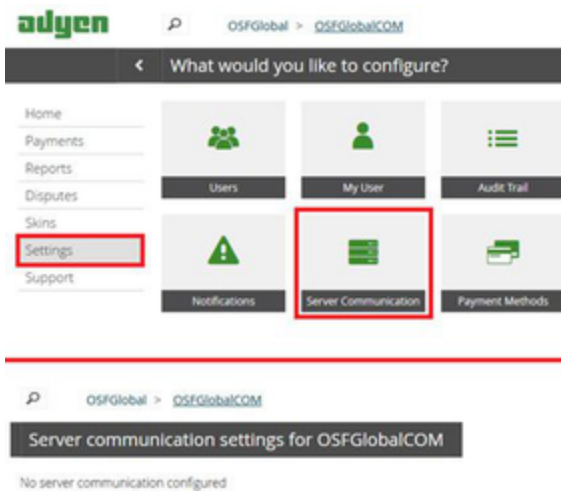 adyen
OSFGlobal > OSFGlobalCOM
What would you like to configure?
Home
Payments
Reports
Disputes
Skins
Settings
Support
Users
My User
Audit Trail
Notifications
Server Communication
Payment Methods
OSFGlobal > OSFGlobalCOM
Server communication settings for OSFGlobalCOM
No server communication configured